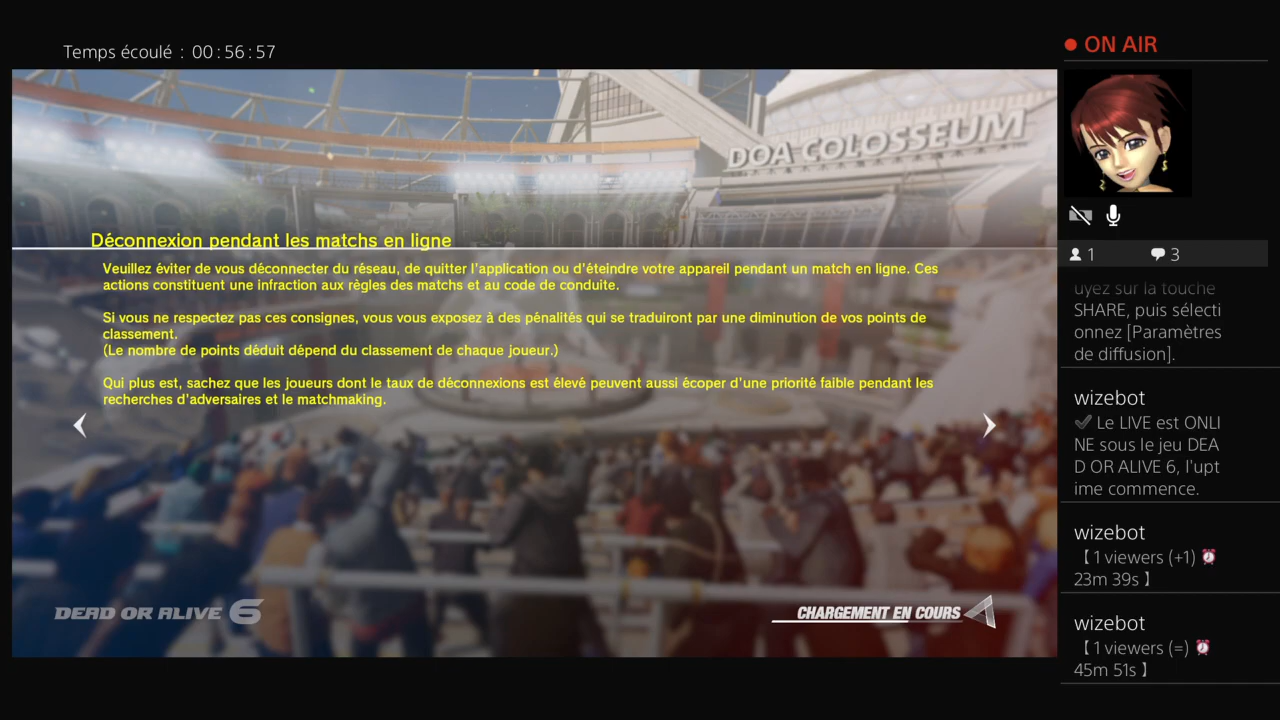 Temps écoulé : 00:56:57
ON AIR
DOA COLOSSEUM
Déconnexion pendant les matchs en ligne
Veuillez éviter de vous déconnecter du réseau, de quitter l'application ou d'éteindre votre appareil pendant un match en ligne. Ces
actions constituent une infraction aux règles des matchs et au code de conduite.
Si vous ne respectez pas ces consignes, vous vous exposez à des pénalités qui se traduiront par une diminution de vos points de
classement.
(Le nombre de points déduit dépend du classement de chaque joueur.)
Qui plus est, sachez que les joueurs dont le taux de déconnexions est élevé peuvent aussi écoper d'une priorité faible pendant les
recherches d'adversaires et le matchmaking.
DEAD OR ALIVE 6
CHARGEMENT EN COURS
1 3
uyez sur la touche
SHARE, puis sélecti
onnez [Paramètres
de diffusion].
wizebot
Le LIVE est ONLI
NE sous le jeu DEA
D OR ALIVE 6, l'upt
ime commence.
wizebot
【 1 viewers (+1) ⏰
23m 39s 】
wizebot
【 1 viewers (=) ⏰
45m 51s 】